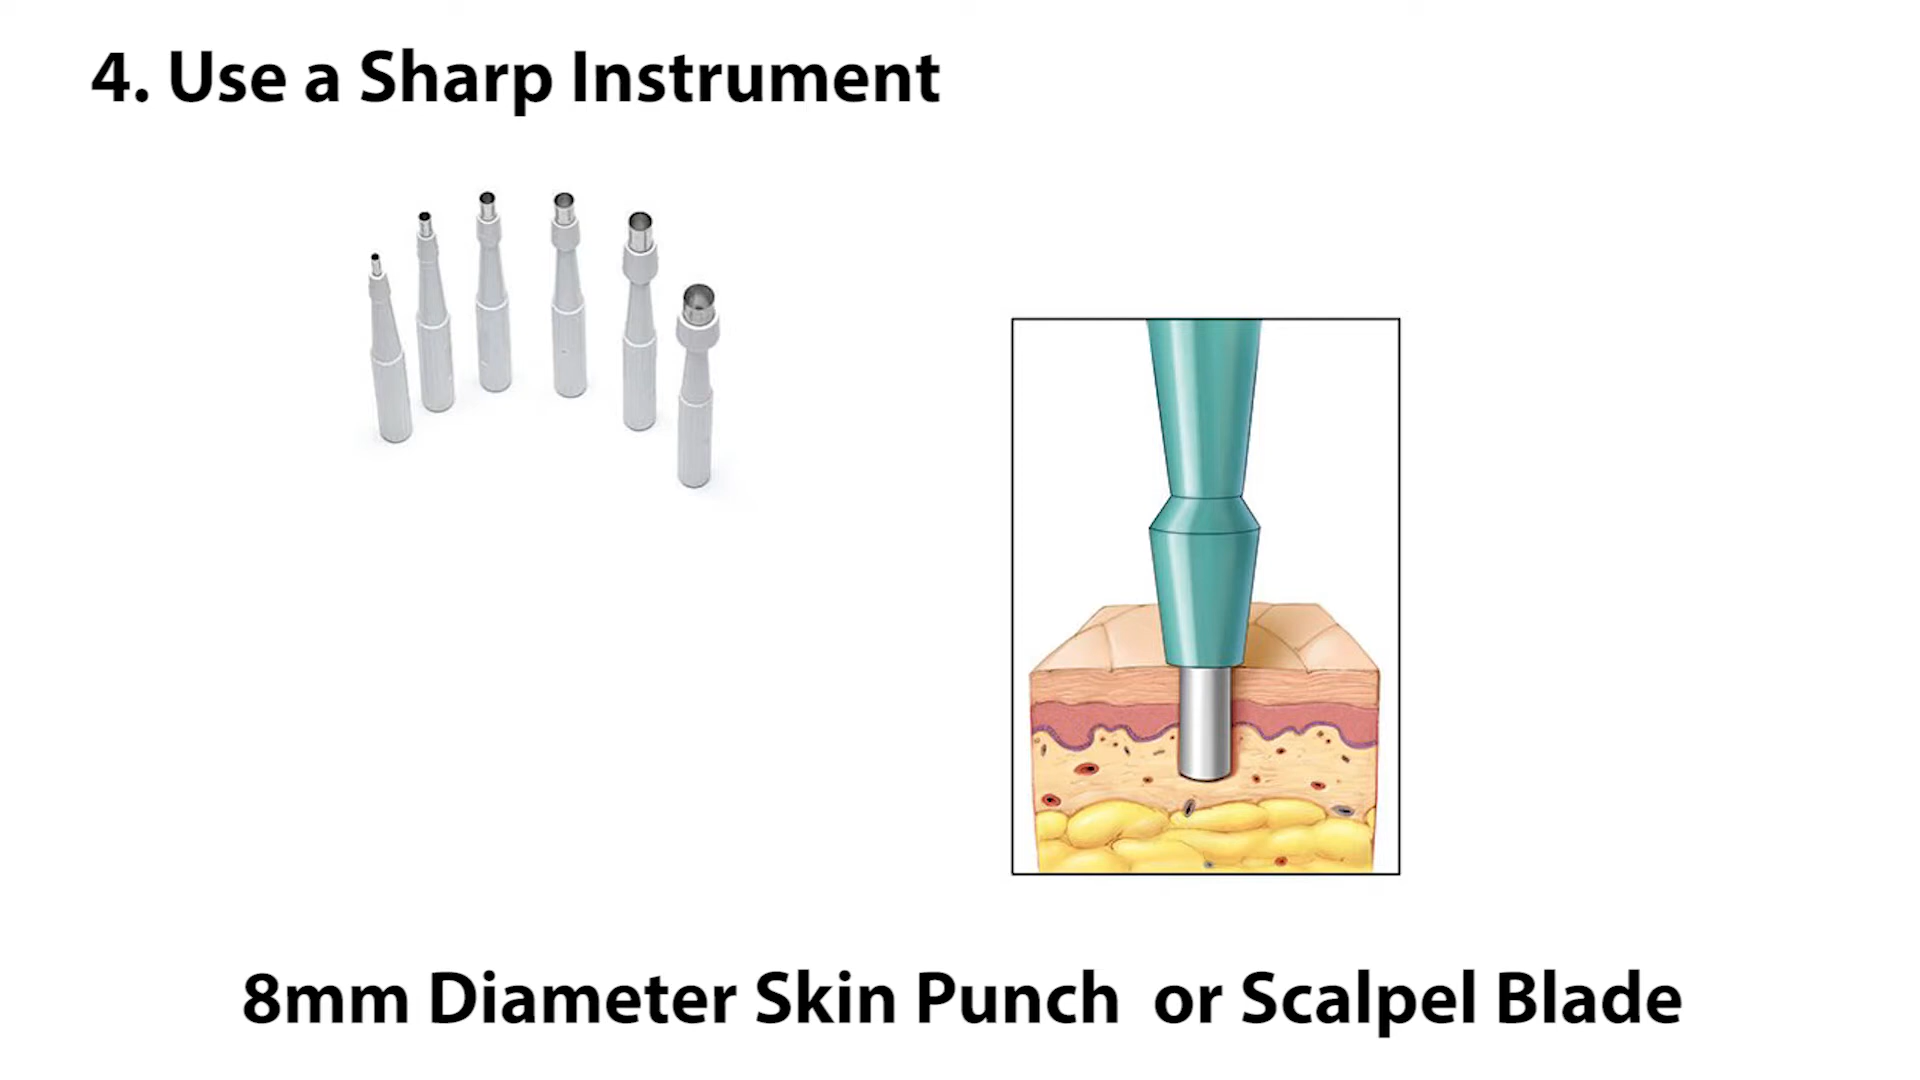 4. Use a Sharp Instrument
8mm Diameter Skin Punch or Scalpel Blade